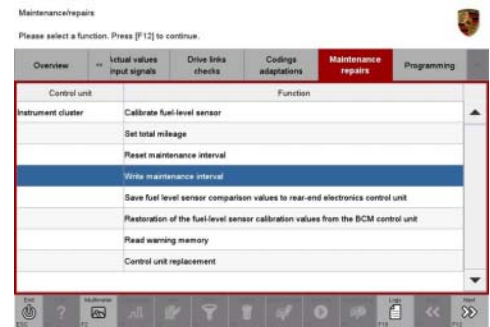 Maintenance/repairs
Please select a function. Press [F12] to continue.
Overview
<<
Actual values
input signals
Drive links
checks
Codings
adaptations
Maintenance
repairs
Programming
Control unit
Function
Instrument cluster
Calibrate fuel-level sensor
Set total mileage
Reset maintenance interval
Write maintenance interval
Save fuel-level sensor comparison values to rear-end electronics control unit
Restoration of the fuel-level sensor calibration values from the BCM control unit
Read warning memory
Control unit replacement
End
?
Multimeter
Logs
<<
Next
>>
ESC
F2
F10
F12